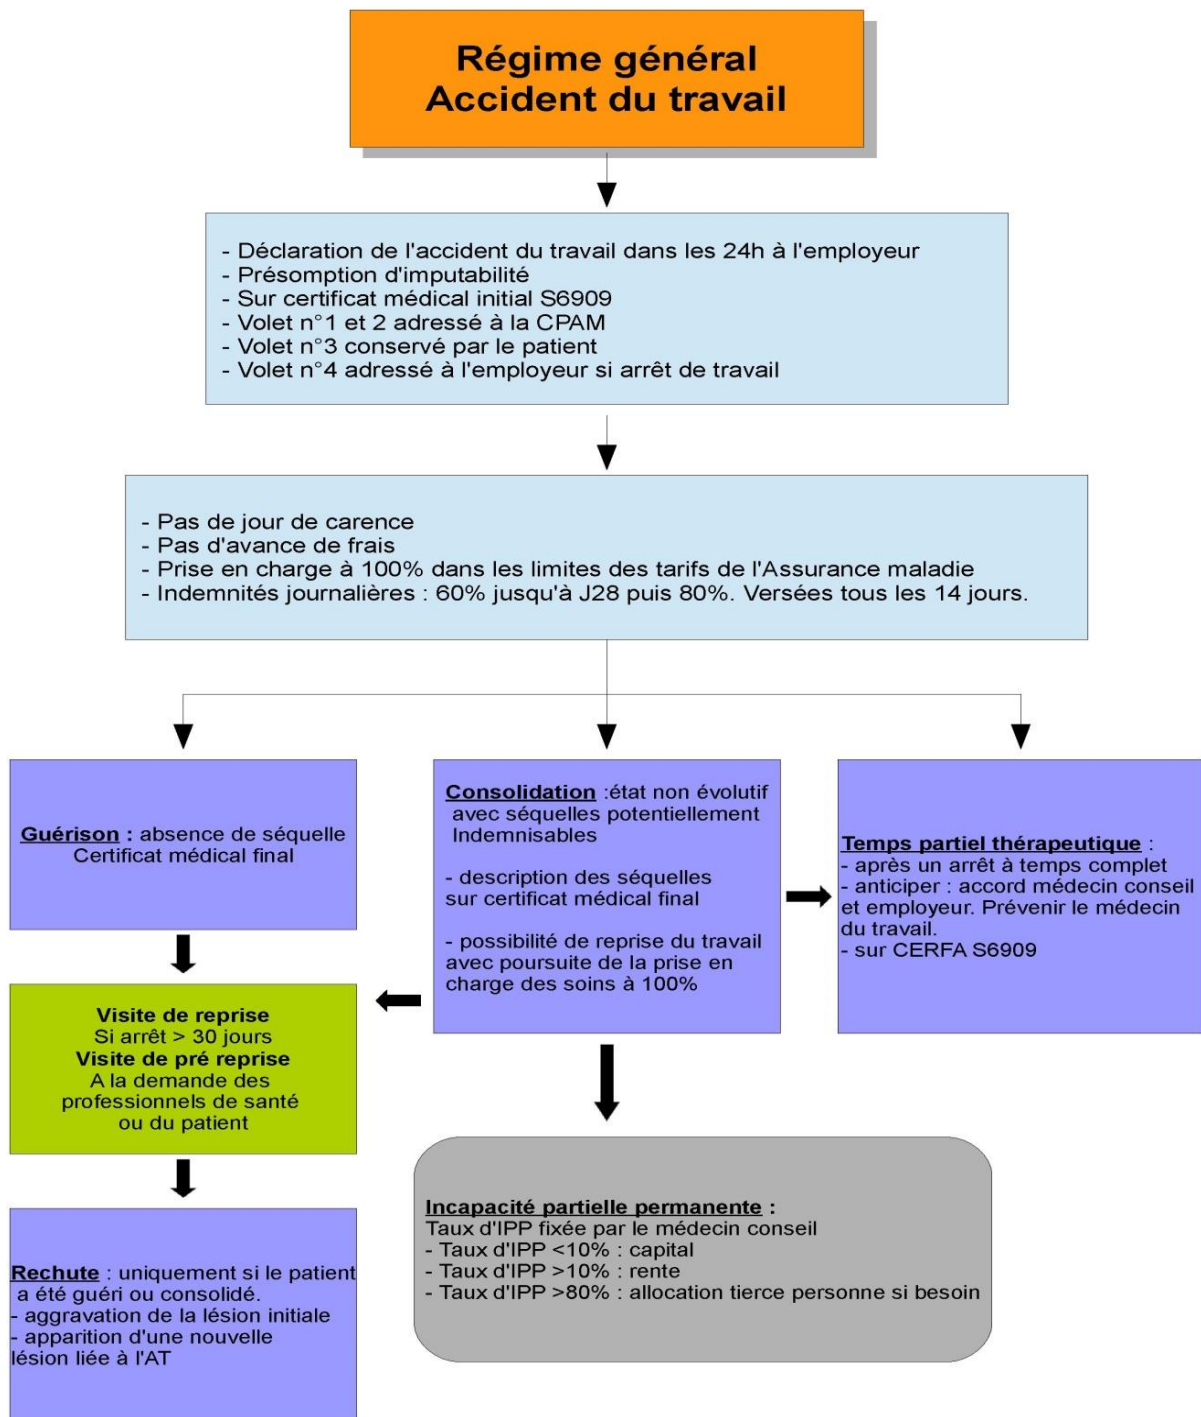 Régime général
Accident du travail
- Déclaration de l'accident du travail dans les 24h à l'employeur
- Présomption d'imputabilité
- Sur certificat médical initial S6909
- Volet n°1 et 2 adressé à la CPAM
- Volet n°3 conservé par le patient
- Volet n°4 adressé à l'employeur si arrêt de travail
- Pas de jour de carence
- Pas d'avance de frais
- Prise en charge à 100% dans les limites des tarifs de l'Assurance maladie
- Indemnités journalières : 60% jusqu'à J28 puis 80%. Versées tous les 14 jours.
Guérison : absence de séquelle
Certificat médical final
Consolidation :état non évolutif
avec séquelles potentiellement
Indemnisables
- description des séquelles
sur certificat médical final
- possibilité de reprise du travail
avec poursuite de la prise en
charge des soins à 100%
Temps partiel thérapeutique :
- après un arrêt à temps complet
- anticiper : accord médecin conseil
et employeur. Prévenir le médecin
du travail.
- sur CERFA S6909
Visite de reprise
Si arrêt > 30 jours
Visite de pré reprise
A la demande des
professionnels de santé
ou du patient
Incapacité partielle permanente :
Taux d'IPP fixée par le médecin conseil
- Taux d'IPP <10% : capital
- Taux d'IPP >10% : rente
- Taux d'IPP >80% : allocation tierce personne si besoin
Rechute : uniquement si le patient
a été guéri ou consolidé.
- aggravation de la lésion initiale
- apparition d'une nouvelle
lésion liée à l'AT